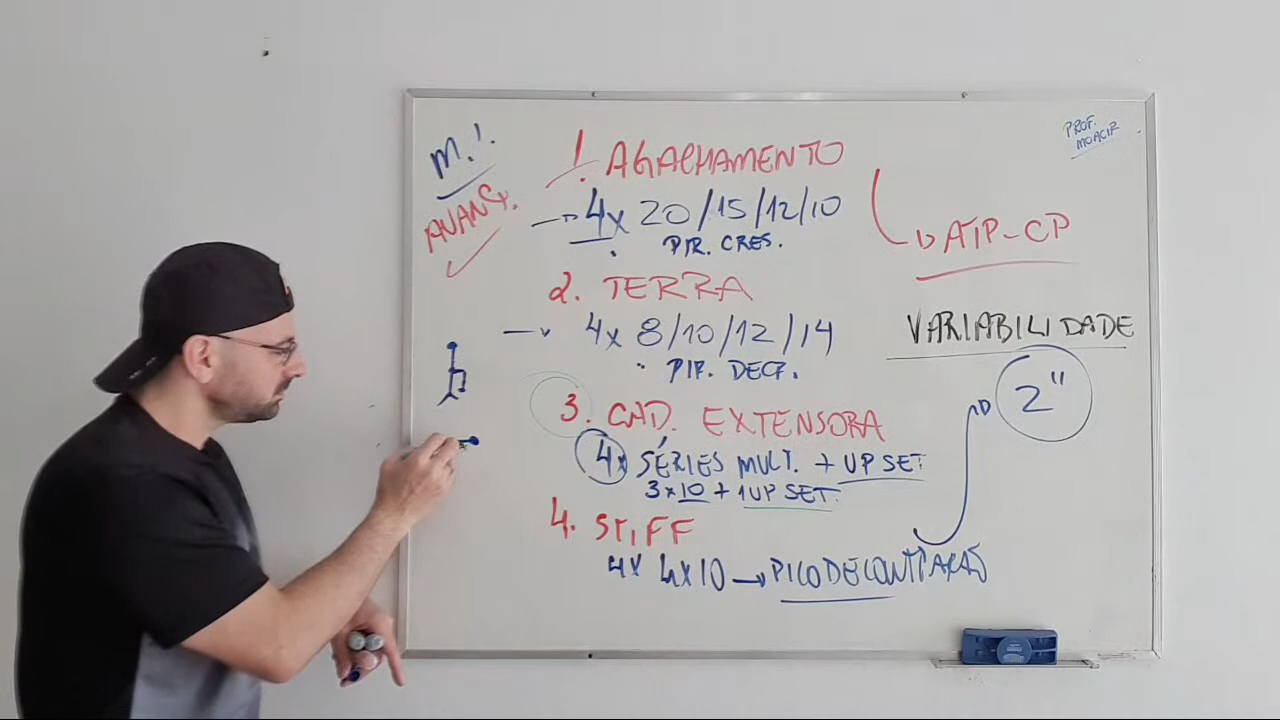 M.I.
AVANÇ.
1. AGACHAMENTO
4x 20/15/12/10
PIR. CRES.
2. TERRA
4x 8/10/12/14
PIR. DECR.
3. CAD. EXTENSORA
4x SÉRIES MULT. + UP SET
3x10 + 1 UP SET.
4. STIFF
4x 4x10 → PICO DE CONTRAÇÃO
PROF.
MOACIR
ATP-CP
VARIABILIDADE
2"